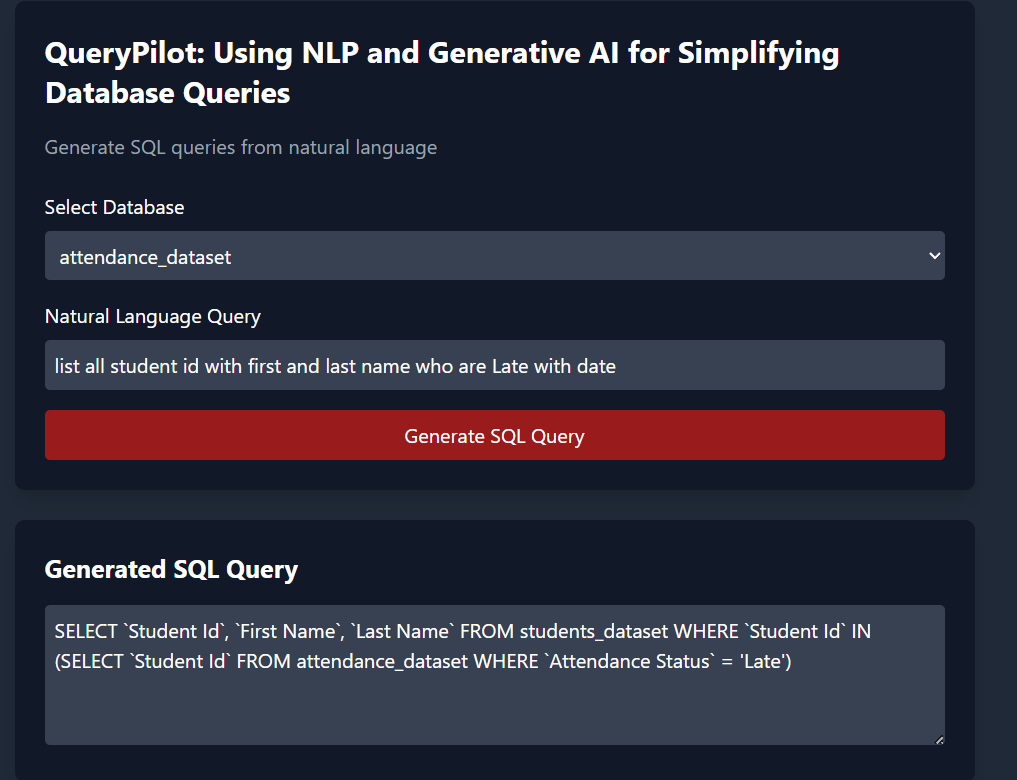 QueryPilot: Using NLP and Generative AI for Simplifying
Database Queries
Generate SQL queries from natural language
Select Database
attendance_dataset
Natural Language Query
list all student id with first and last name who are Late with date
Generate SQL Query
Generated SQL Query
SELECT `Student Id`, `First Name`, `Last Name` FROM students_dataset WHERE `Student Id` IN
(SELECT `Student Id` FROM attendance_dataset WHERE `Attendance Status` = 'Late')